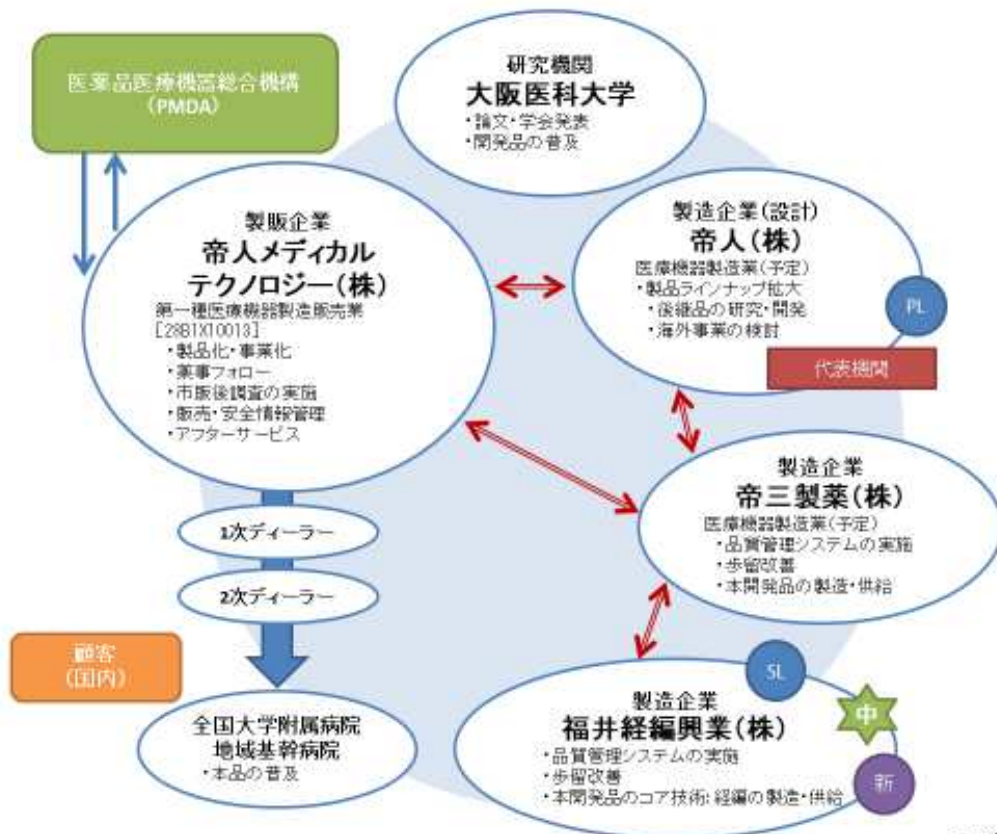 医薬品医療機器総合機構
(PMDA)
研究機関
大阪医科大学
・論文・学会発表
・開発品の普及
製販企業
帝人メディカル
テクノロジー(株)
第一種医療機器製造販売業
[28B1X10013]
・製品化・事業化
・薬事フォロー
・市販後調査の実施
・販売・安全情報管理
・アフターサービス
製造企業(設計)
帝人(株)
医療機器製造業(予定)
・製品ラインナップ拡大
・後継品の研究・開発
・海外事業の検討
PL
代表機関
製造企業
帝三製薬(株)
医療機器製造業(予定)
・品質管理システムの実施
・歩留改善
・本開発品の製造・供給
1次ディーラー
2次ディーラー
顧客
(国内)
全国大学附属病院
地域基幹病院
・本品の普及
SL
中
新
製造企業
福井経編興業(株)
・品質管理システムの実施
・歩留改善
・本開発品のコア技術:経編の製造・供給